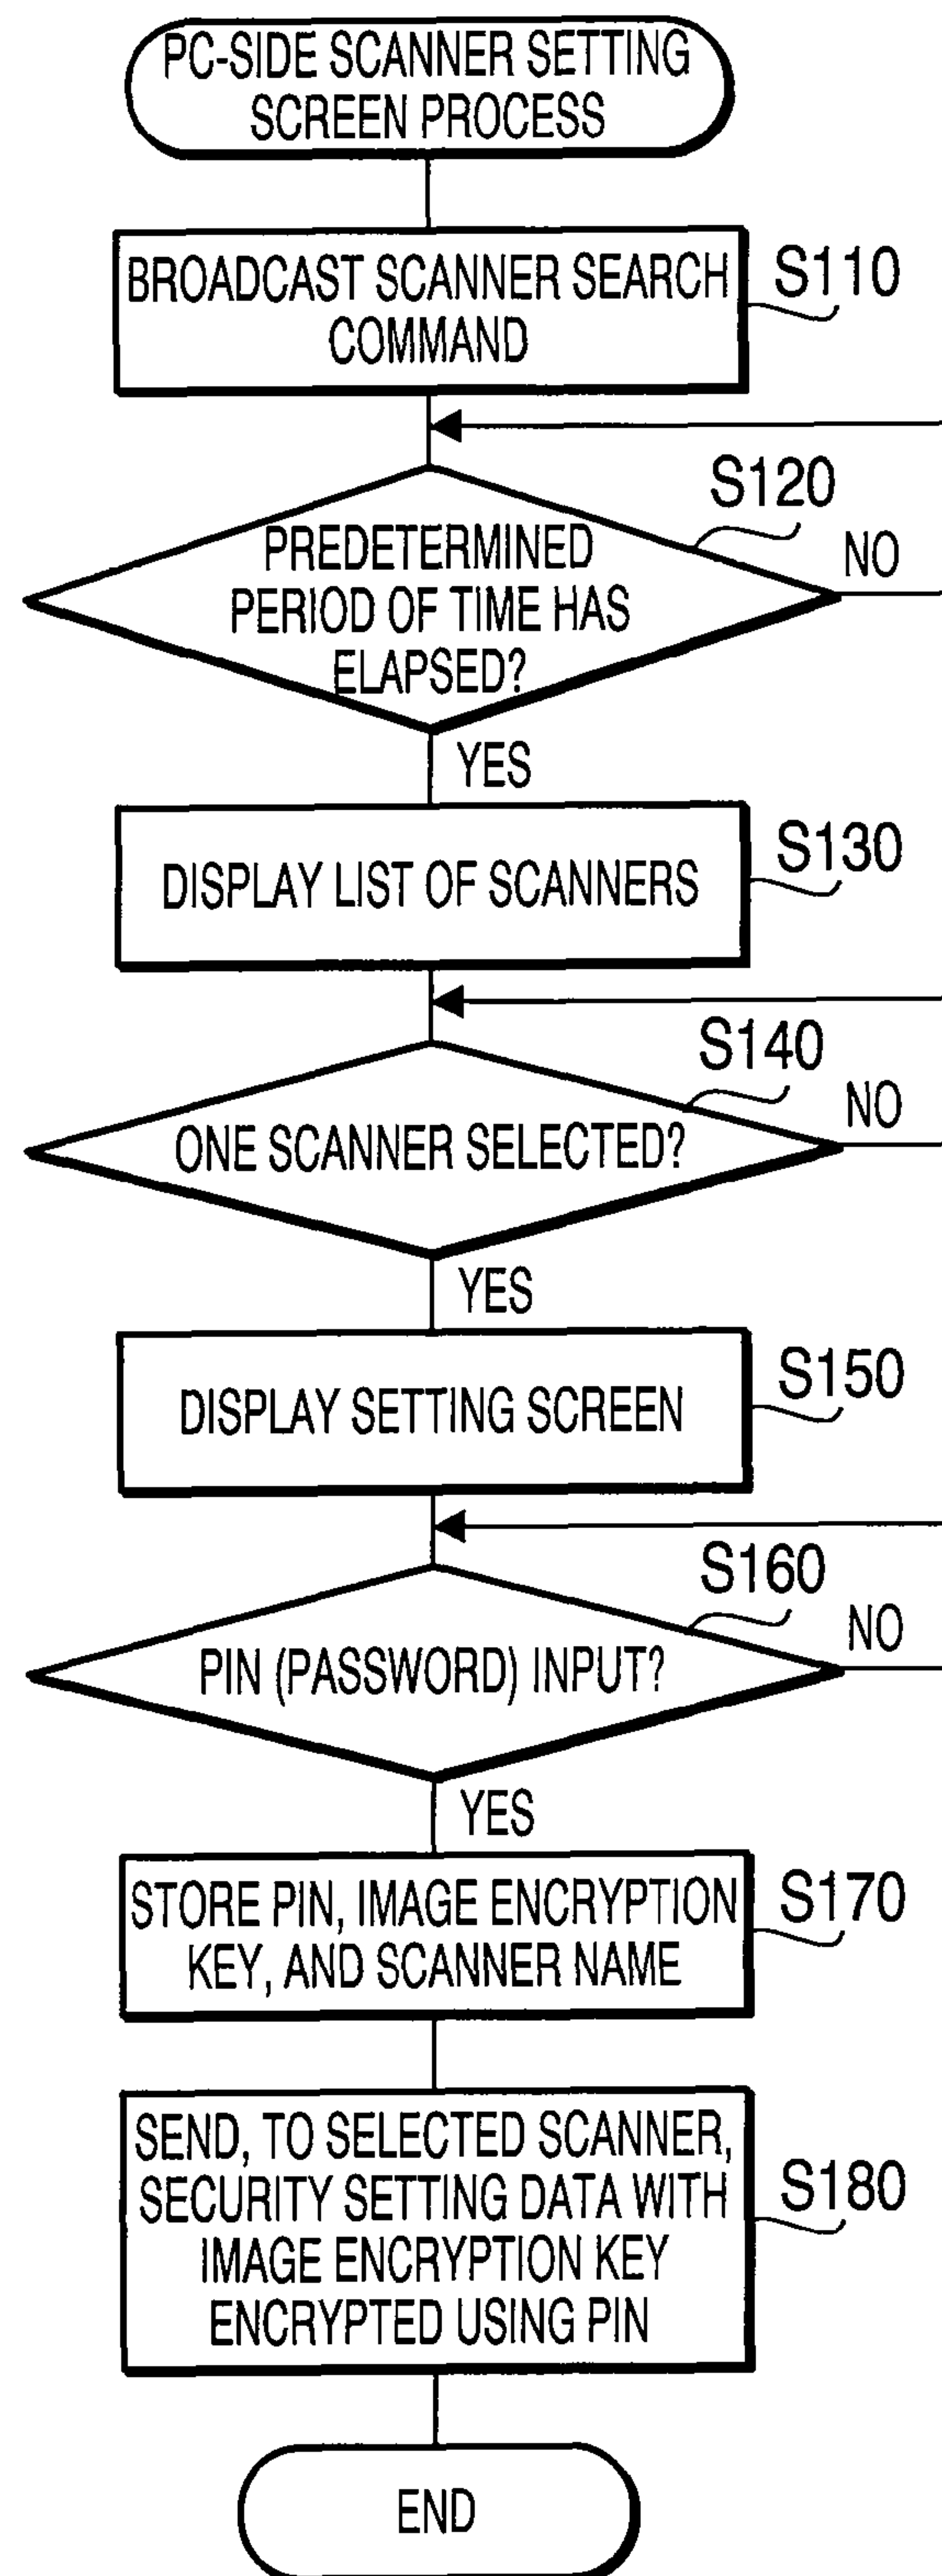 PC-SIDE SCANNER SETTING
SCREEN PROCESS
BROADCAST SCANNER SEARCH
COMMAND
S110
S120
PREDETERMINED
PERIOD OF TIME HAS
ELAPSED?
NO
YES
DISPLAY LIST OF SCANNERS
S130
S140
ONE SCANNER SELECTED?
NO
YES
DISPLAY SETTING SCREEN
S150
S160
PIN (PASSWORD) INPUT?
NO
YES
STORE PIN, IMAGE ENCRYPTION
KEY, AND SCANNER NAME
S170
SEND, TO SELECTED SCANNER,
SECURITY SETTING DATA WITH
IMAGE ENCRYPTION KEY
ENCRYPTED USING PIN
S180
END